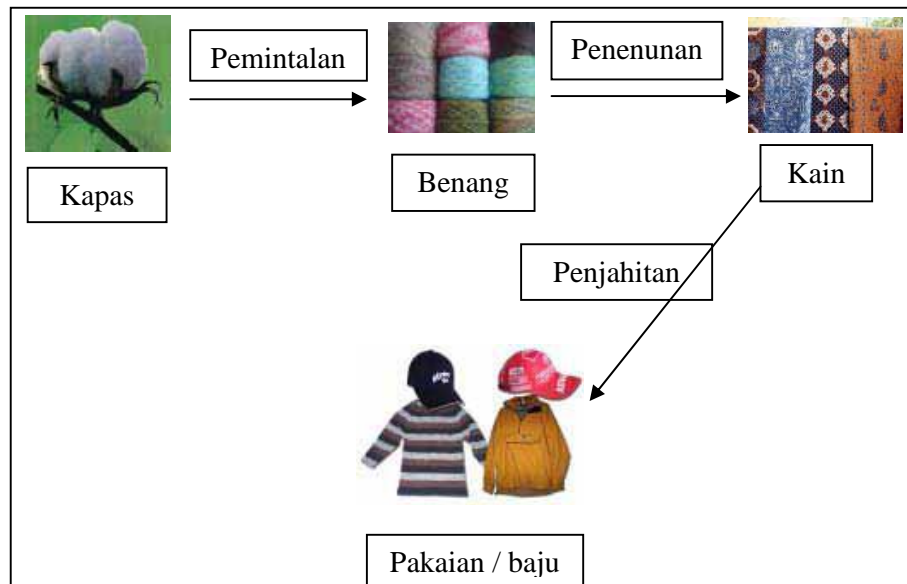 Pemintalan
Penenunan
Kapas
Benang
Kain
Penjahitan
Pakaian / baju